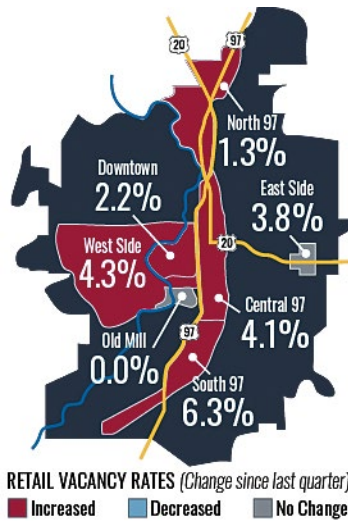 20
97
North 97
1.3%
Downtown
2.2%
East Side
3.8%
West Side
4.3%
20
Central 97
4.1%
Old Mill
0.0%
97
South 97
6.3%
RETAIL VACANCY RATES (Change since last quarter)
Increased Decreased No Change